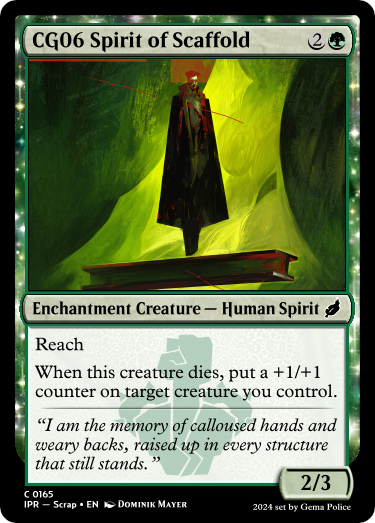 CG06 Spirit of Scaffold 2
Enchantment Creature — Human Spirit
Reach
When this creature dies, put a +1/+1
counter on target creature you control.
“I am the memory of calloused hands and
weary backs, raised up in every structure
that still stands.”
2/3
C 0165
IPR — Scrap • EN Dominik Mayer
2024 set by Gema Police